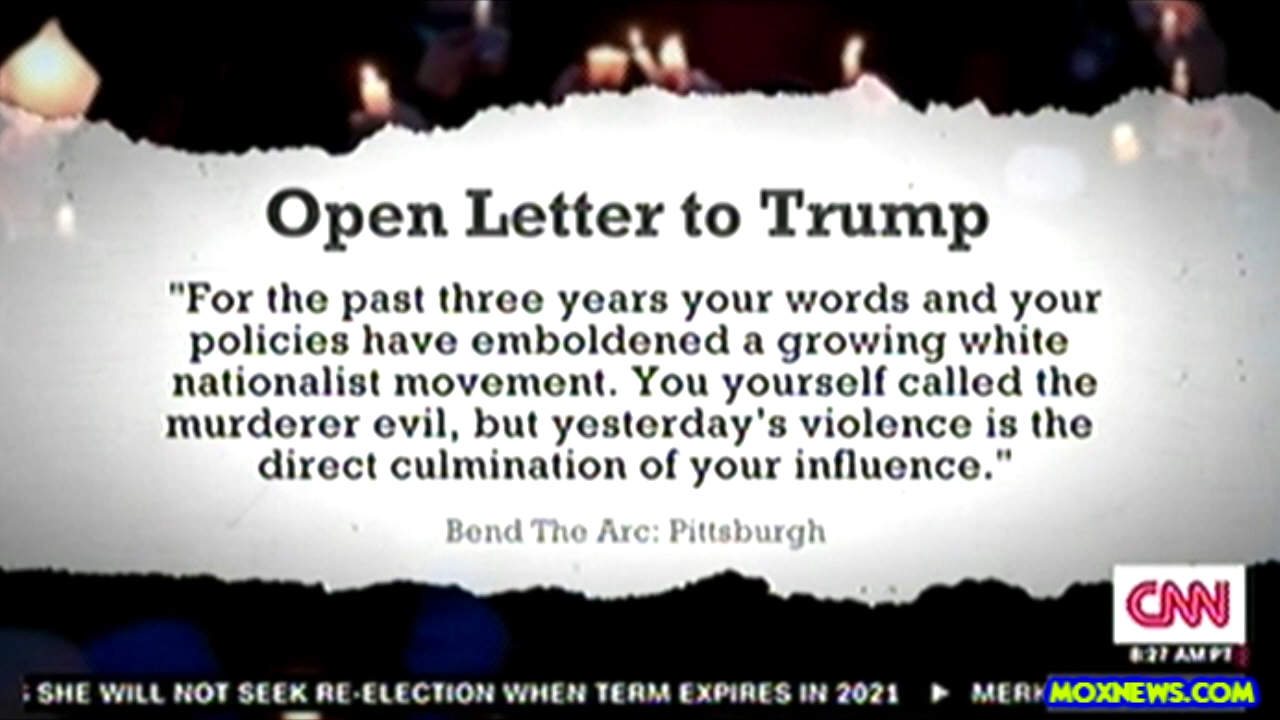 Open Letter to Trump
"For the past three years your words and your
policies have emboldened a growing white
nationalist movement. You yourself called the
murderer evil, but yesterday's violence is the
direct culmination of your influence."
Bend The Arc: Pittsburgh
CNN
8:27 AM PT
SHE WILL NOT SEEK RE-ELECTION WHEN TERM EXPIRES IN 2021 ▶ MERK
MOXNEWS.COM